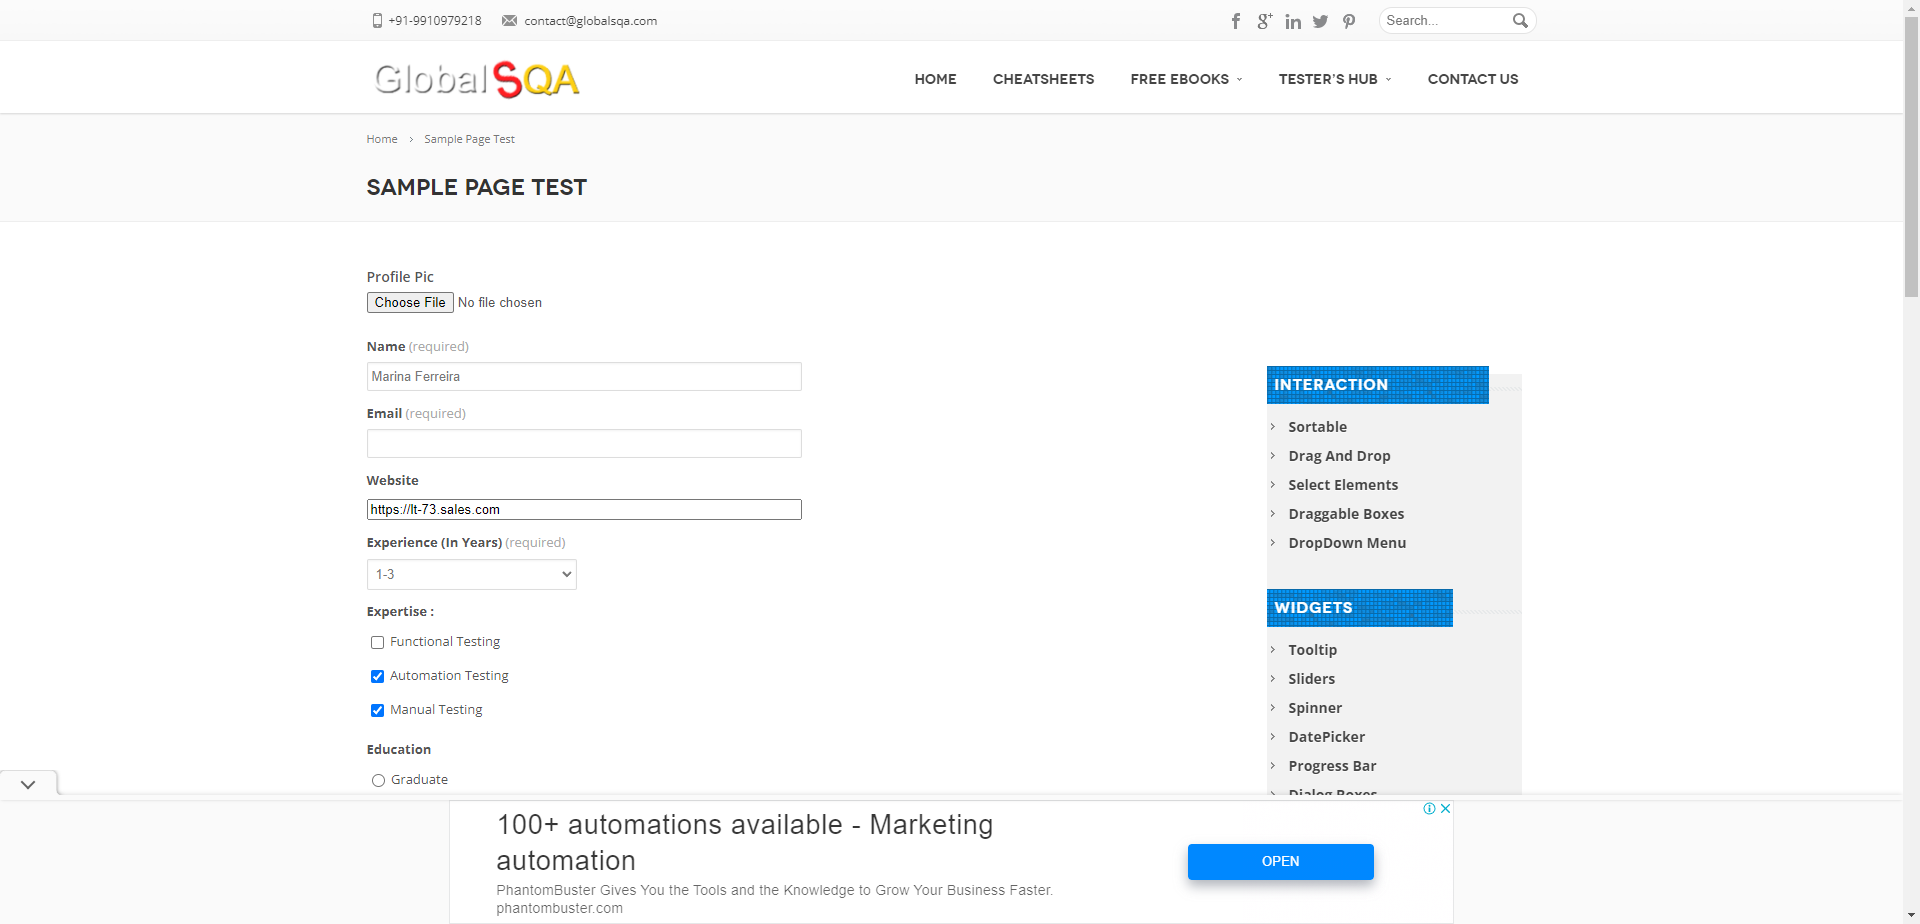 +91-9910979218 contact@globalsqa.com Search...
GlobalSQA HOME CHEATSHEETS FREE EBOOKS TESTER'S HUB CONTACT US
Home › Sample Page Test
SAMPLE PAGE TEST
Profile Pic
Choose File No file chosen
Name (required)
Marina Ferreira
Email (required)
Website
https://lt-73.sales.com
Experience (In Years) (required)
1-3
Expertise :
Functional Testing
Automation Testing
Manual Testing
Education
Graduate
INTERACTION
Sortable
Drag And Drop
Select Elements
Draggable Boxes
DropDown Menu
WIDGETS
Tooltip
Sliders
Spinner
DatePicker
Progress Bar
Dialog Boxes
100+ automations available - Marketing
automation
PhantomBuster Gives You the Tools and the Knowledge to Grow Your Business Faster.
phantombuster.com
OPEN